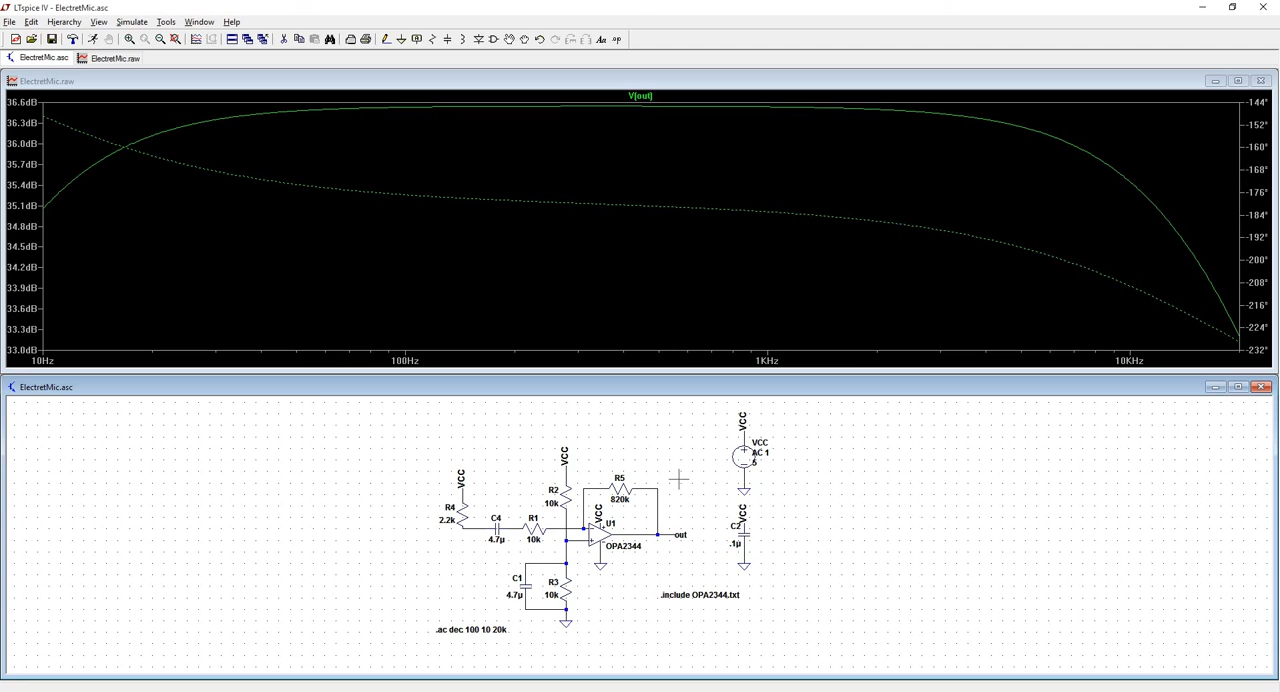 LTspice IV - ElectretMic.asc
File Edit Hierarchy View Simulate Tools Window Help
Aa .op
ElectretMic.asc ElectretMic.raw
ElectretMic.raw
V(out)
36.6dB -144°
36.3dB -152°
36.0dB -160°
35.7dB -168°
35.4dB -176°
35.1dB -184°
34.8dB -192°
34.5dB -200°
34.2dB -208°
33.9dB -216°
33.6dB -224°
33.3dB -232°
33.0dB
10Hz 100Hz 1KHz 10KHz
ElectretMic.asc
VCC
VCC
AC 1
5
VCC
VCC
R4
2.2k
C4
4.7µ
R1
10k
R2
10k
R5
820k
VCC
U1
OPA2344
out
VCC
C2
.1µ
C1
4.7µ
R3
10k
.include OPA2344.txt
.ac dec 100 10 20k